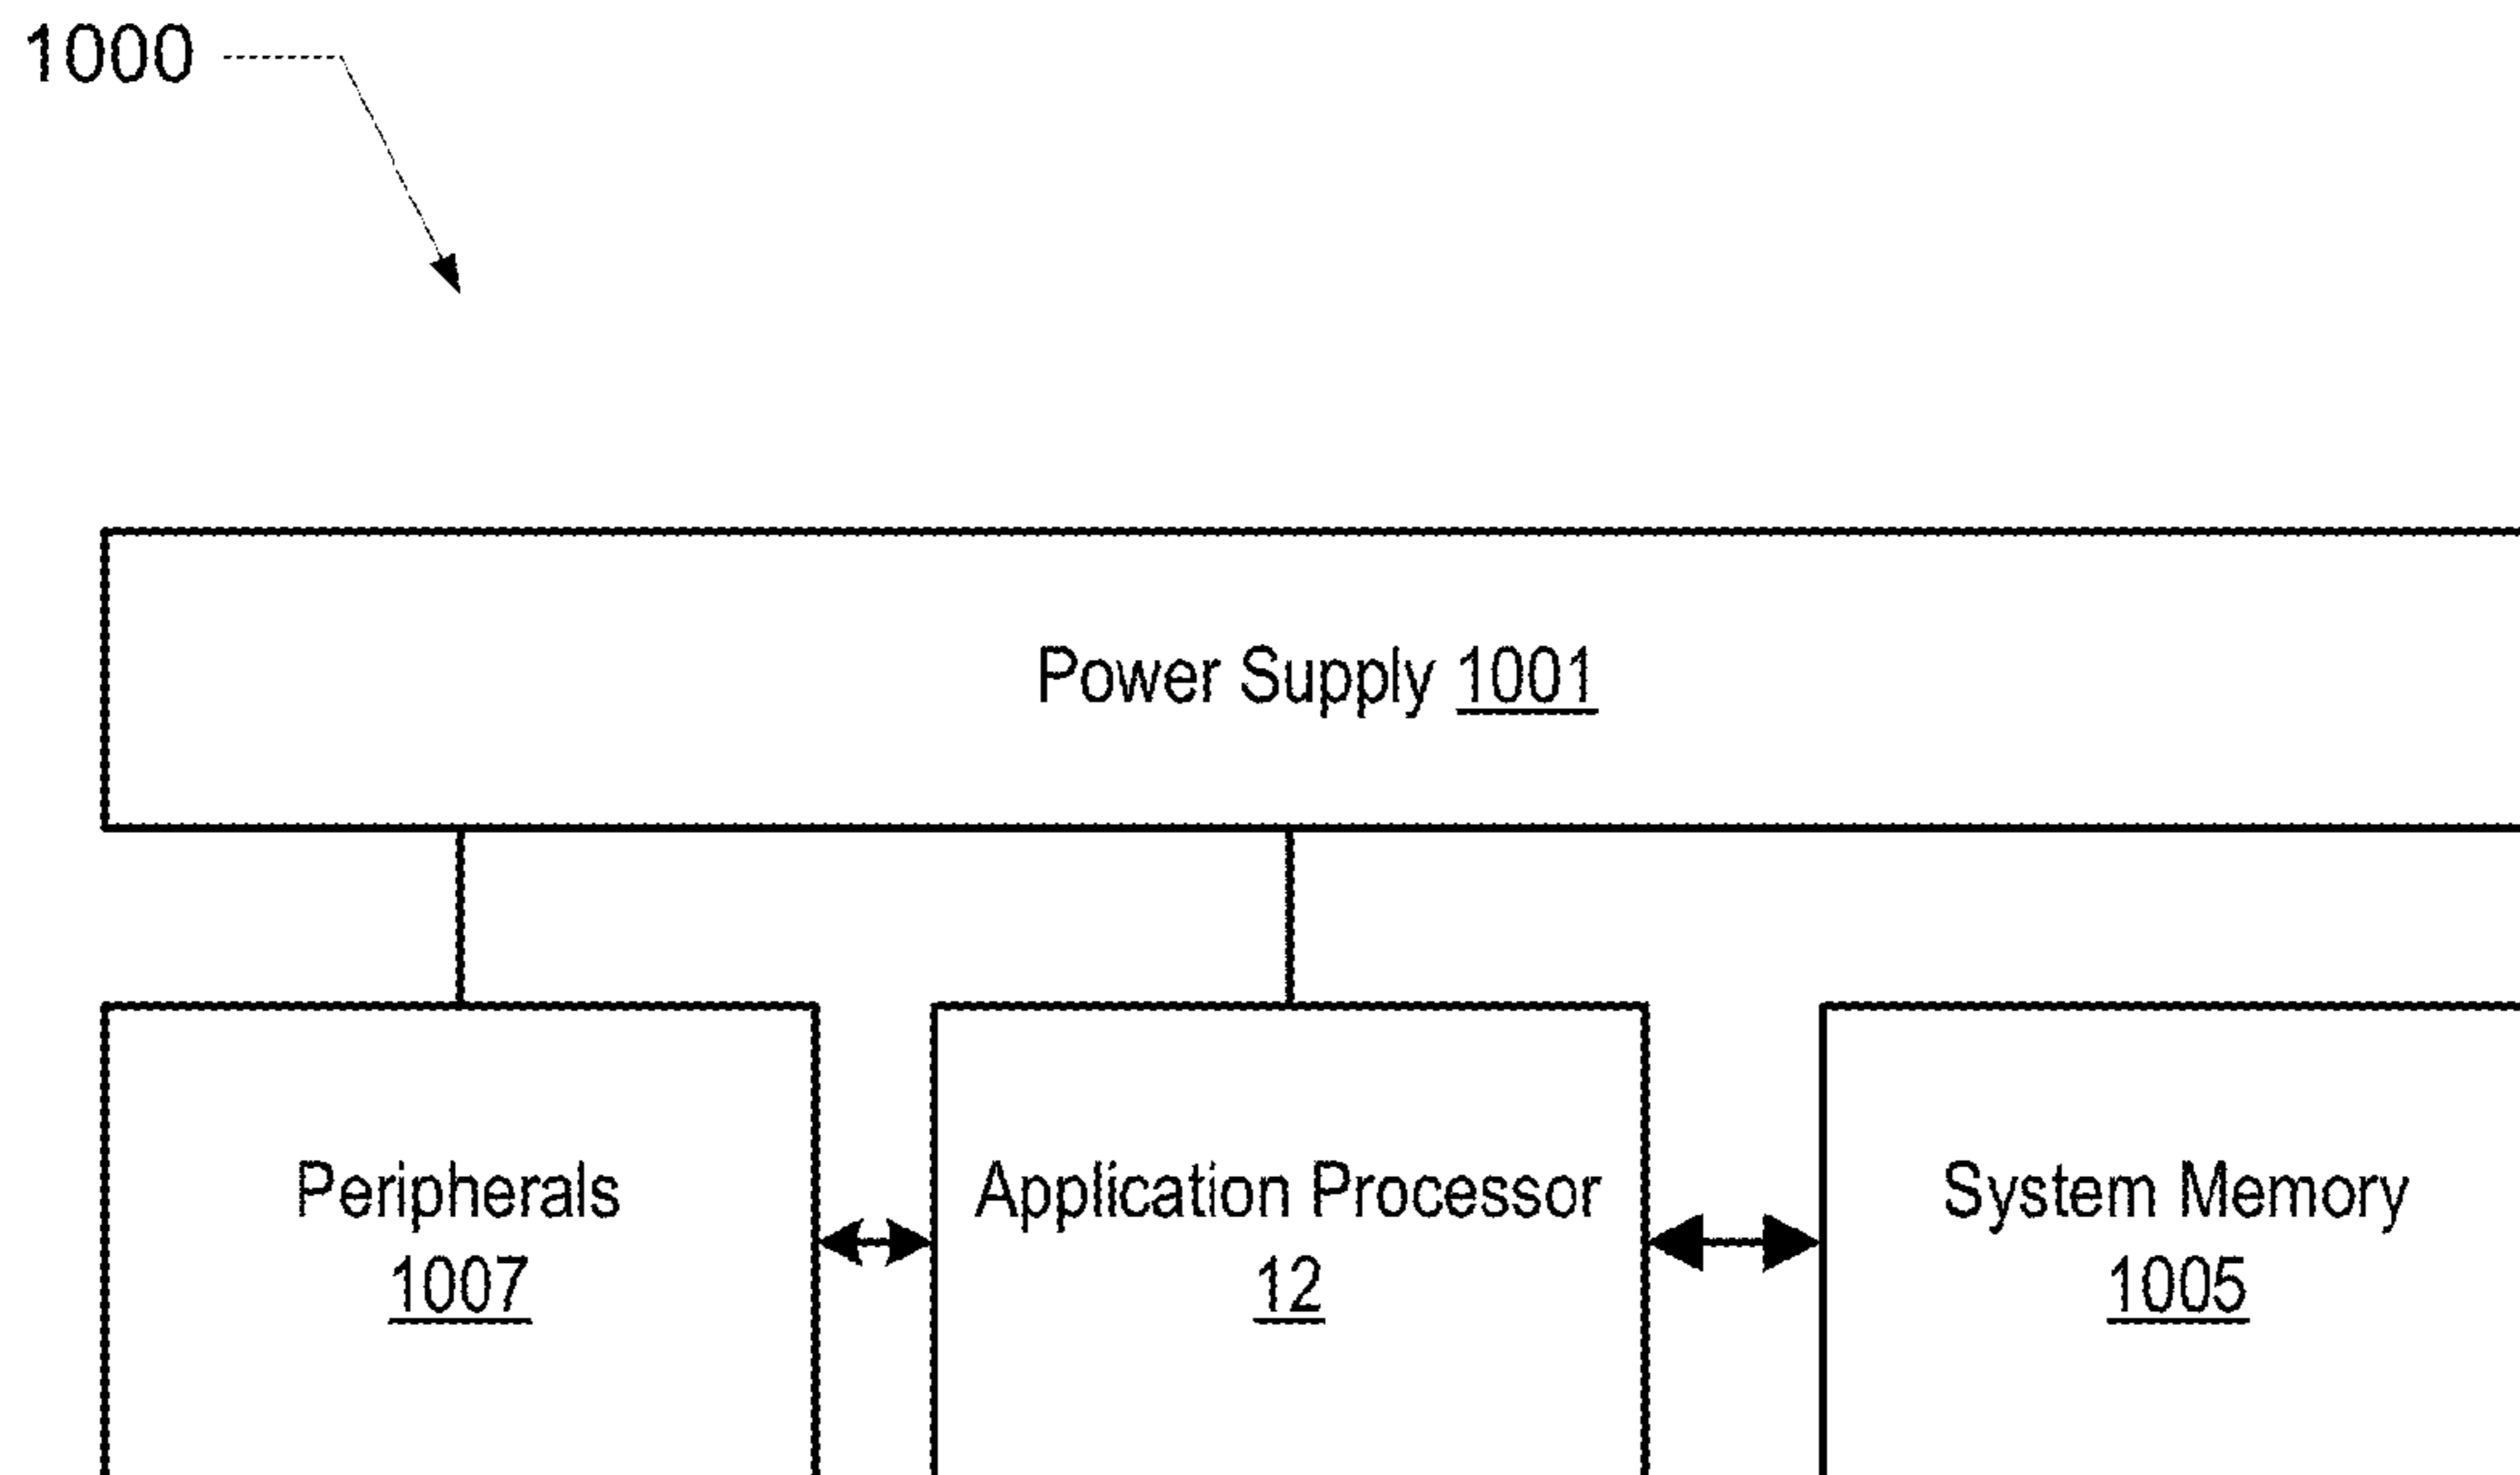 1000
Power Supply 1001
Peripherals
1007
Application Processor
12
System Memory
1005